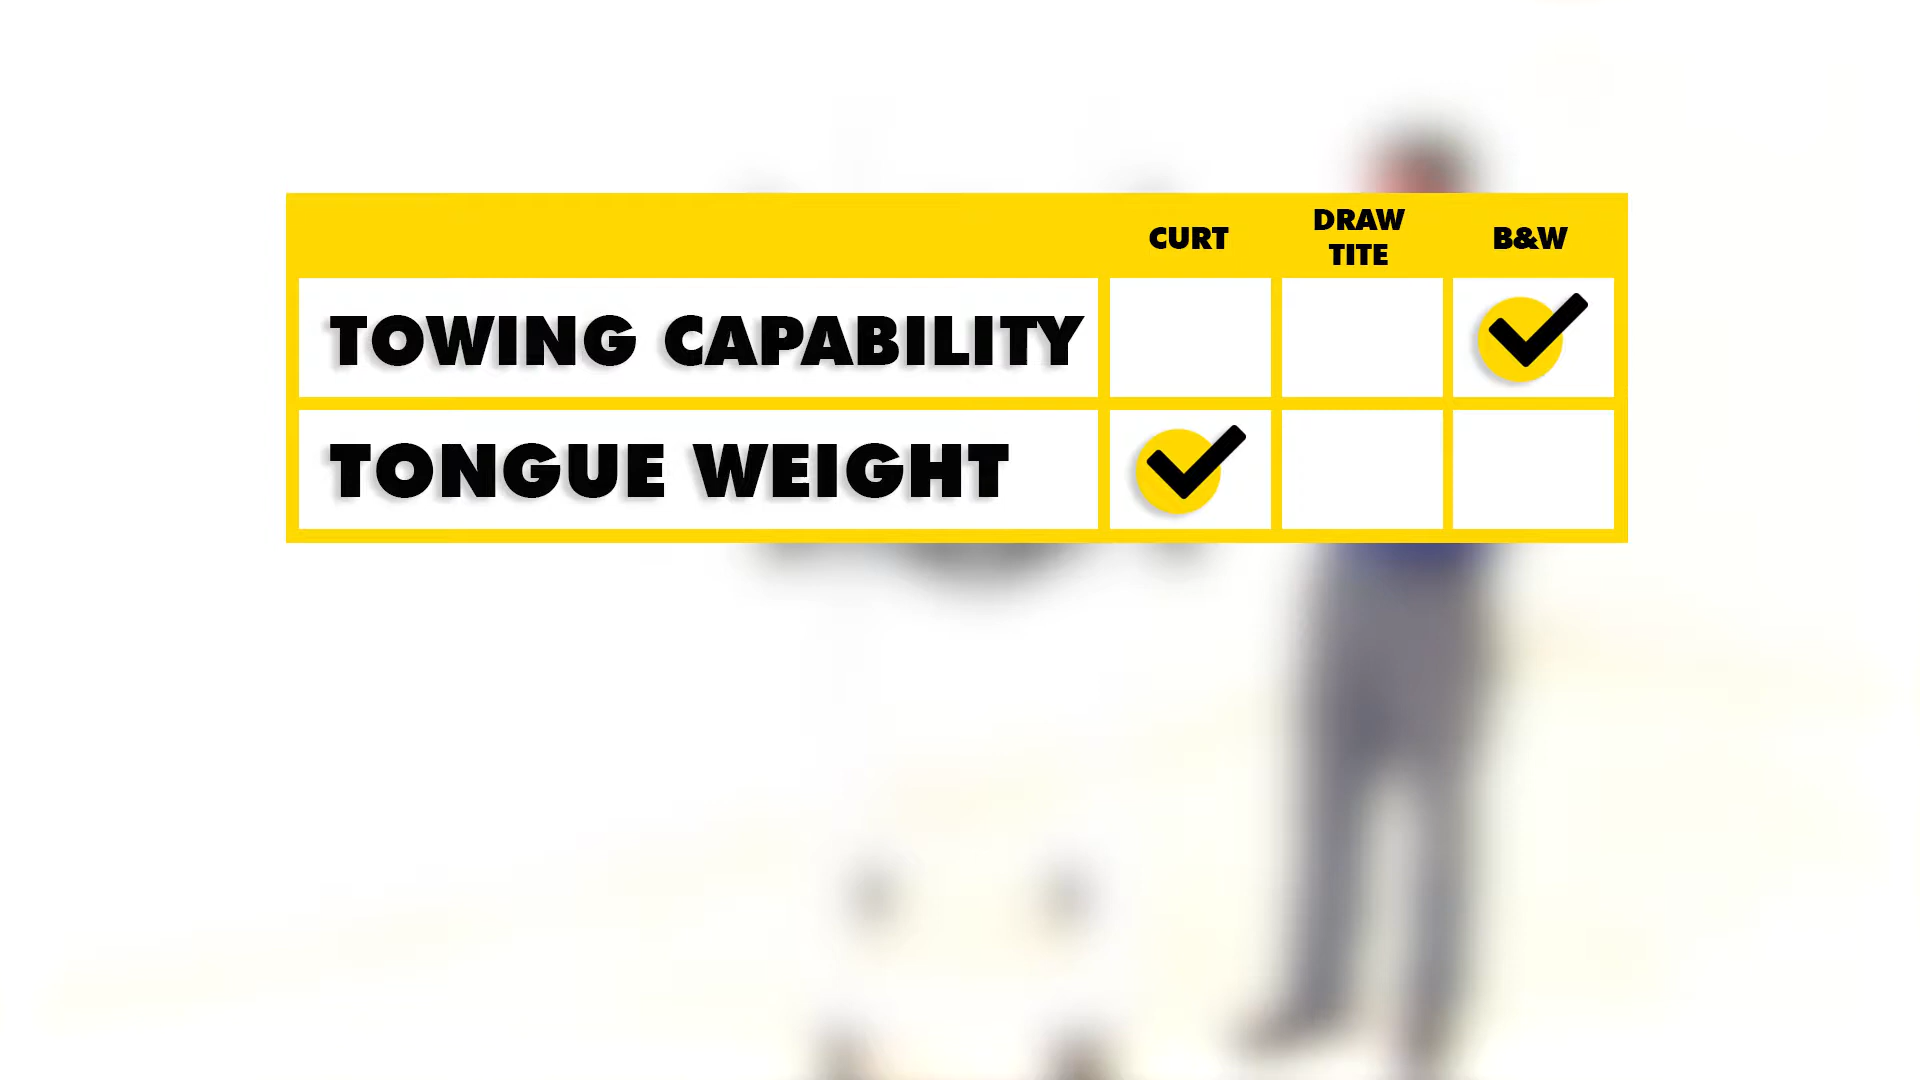 CURT
DRAW
TITE
B&W
TOWING CAPABILITY
TONGUE WEIGHT